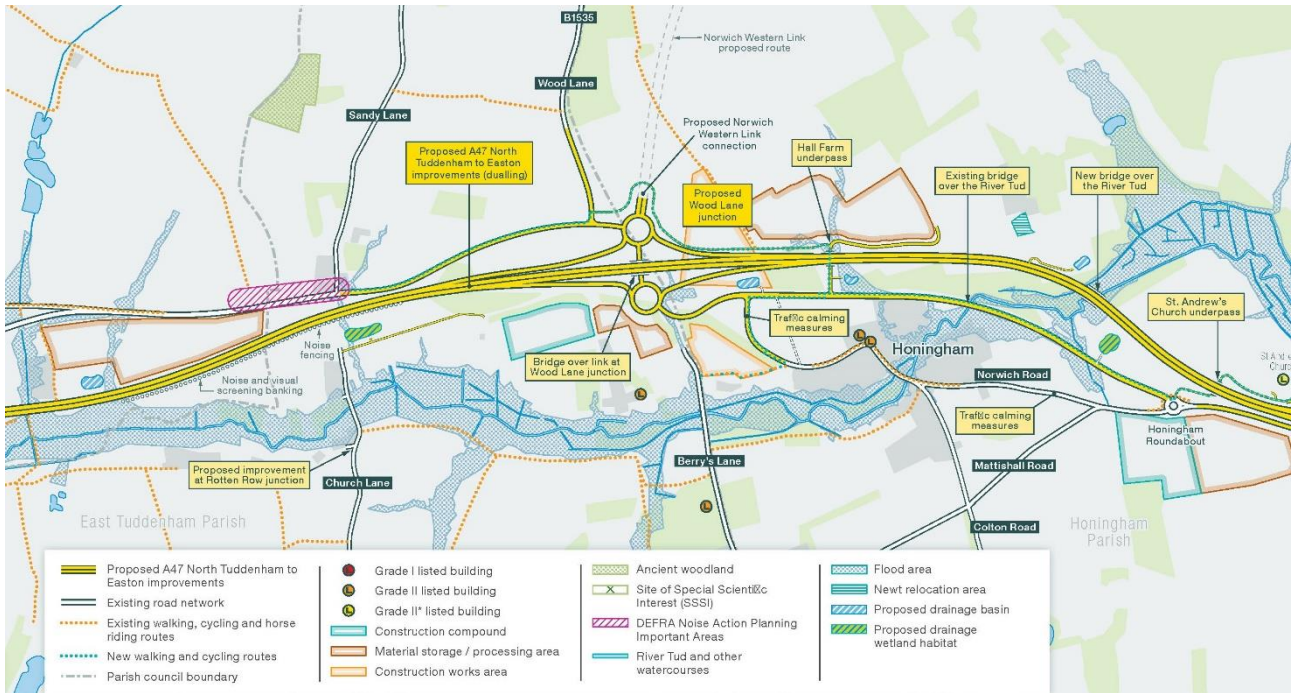 B1535
Norwich Western Link
proposed route
Wood Lane
Sandy Lane
Proposed Norwich
Western Link
connection
Proposed A47 North
Tuddenham to Easton
improvements (dualling)
Hall Farm
underpass
Proposed
Wood Lane
junction
Existing bridge
over the River Tud
New bridge over
the River Tud
St. Andrew's
Church underpass
Noise
fencing
Noise and visual
screening banking
Traf☒c calming
measures
Honingham
Bridge over link at
Wood Lane junction
St And
Church
Norwich Road
Traf☒c calming
measures
Honingham
Roundabout
Proposed improvement
at Rotten Row junction
Church Lane
Berry's Lane
Mattishall Road
Colton Road
East Tuddenham Parish
Honingham
Parish
Proposed A47 North Tuddenham to
Easton improvements
Existing road network
Existing walking, cycling and horse
riding routes
New walking and cycling routes
Parish council boundary
Grade I listed building
Grade II listed building
Grade II* listed building
Construction compound
Material storage / processing area
Construction works area
Ancient woodland
Site of Special Scienti☒c
Interest (SSSI)
DEFRA Noise Action Planning
Important Areas
River Tud and other
watercourses
Flood area
Newt relocation area
Proposed drainage basin
Proposed drainage
wetland habitat